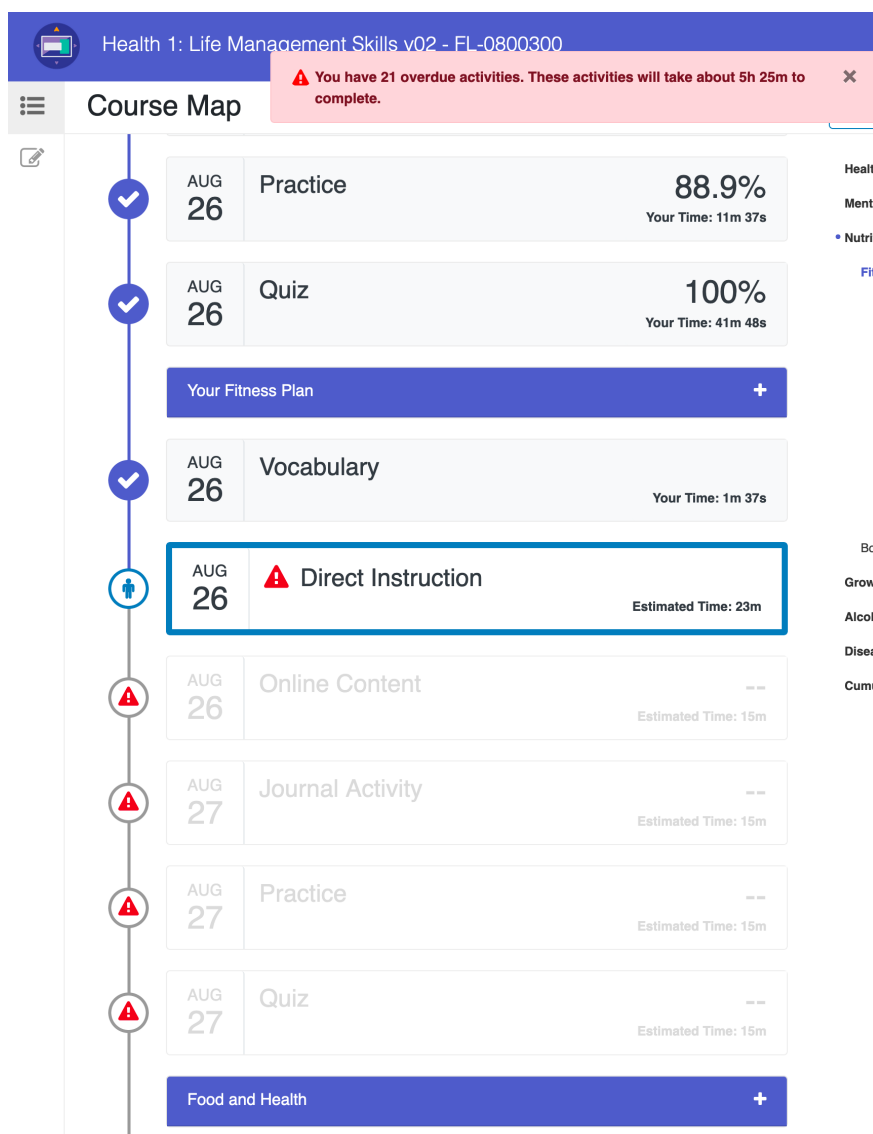 Health 1: Life Management Skills v02 - FL-0800300
You have 21 overdue activities. These activities will take about 5h 25m to
complete.
Course Map
AUG
26
Practice
88.9%
Your Time: 11m 37s
AUG
26
Quiz
100%
Your Time: 41m 48s
Your Fitness Plan
AUG
26
Vocabulary
Your Time: 1m 37s
AUG
26
Direct Instruction
Estimated Time: 23m
AUG
26
Online Content
--
Estimated Time: 15m
AUG
27
Journal Activity
--
Estimated Time: 15m
AUG
27
Practice
--
Estimated Time: 15m
AUG
27
Quiz
--
Estimated Time: 15m
Food and Health